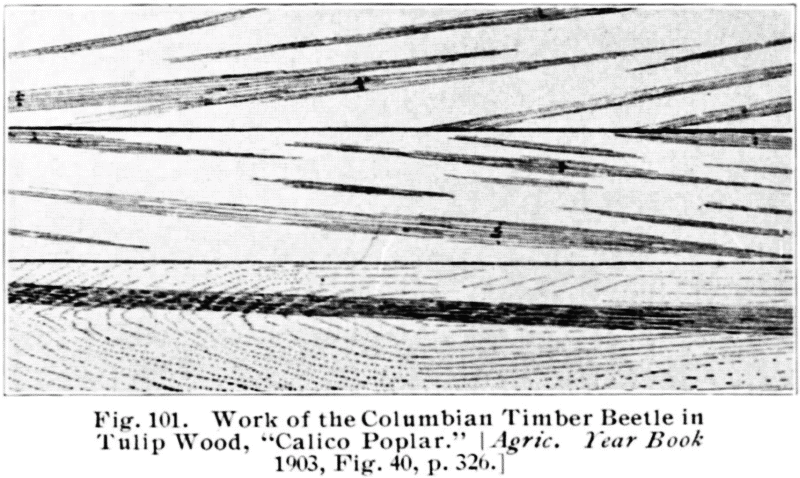 Fig. 101. Work of the Columbian Timber Beetle in
Tulip Wood, “Calico Poplar.” [Agric. Year Book
1903, Fig. 40, p. 326.]